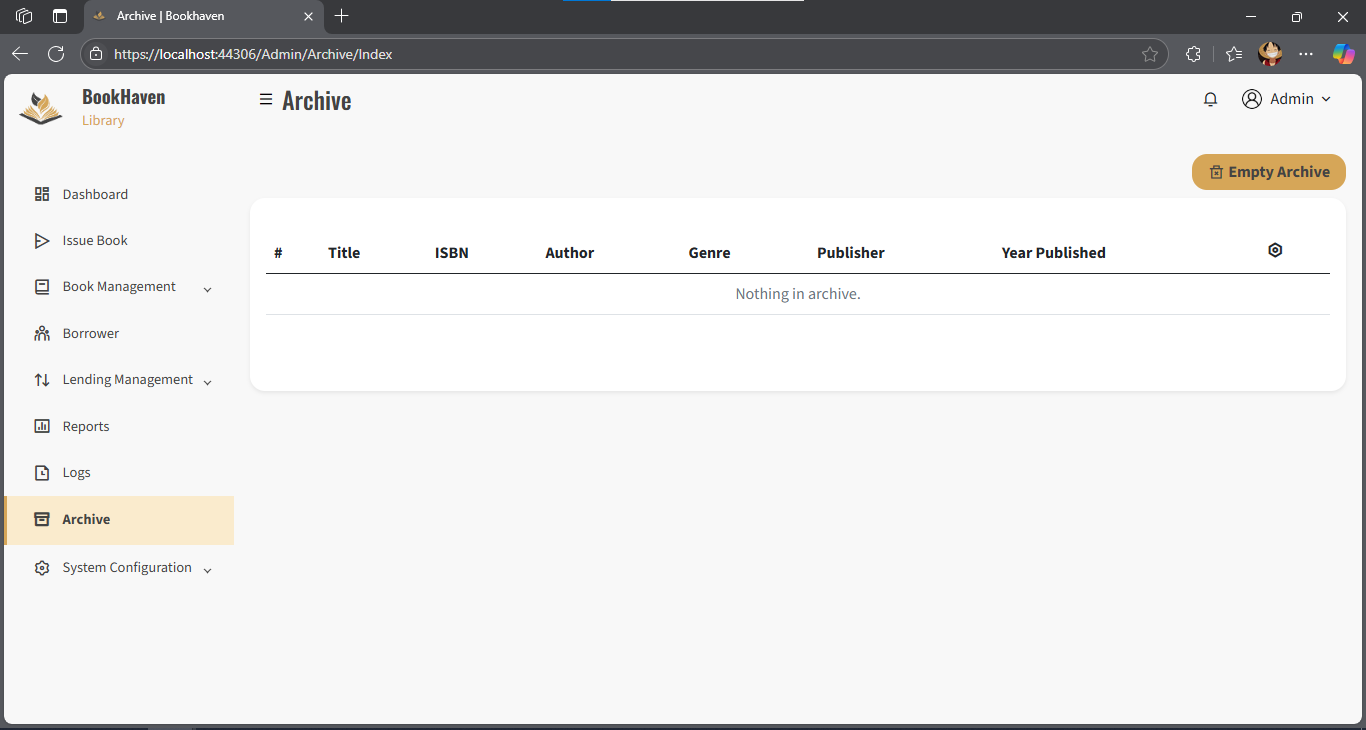 Archive | Bookhaven
https://localhost:44306/Admin/Archive/Index
BookHaven
Library
Archive
Admin
Empty Archive
Dashboard
Issue Book
Book Management
Borrower
Lending Management
Reports
Logs
Archive
System Configuration
# Title ISBN Author Genre Publisher Year Published
Nothing in archive.